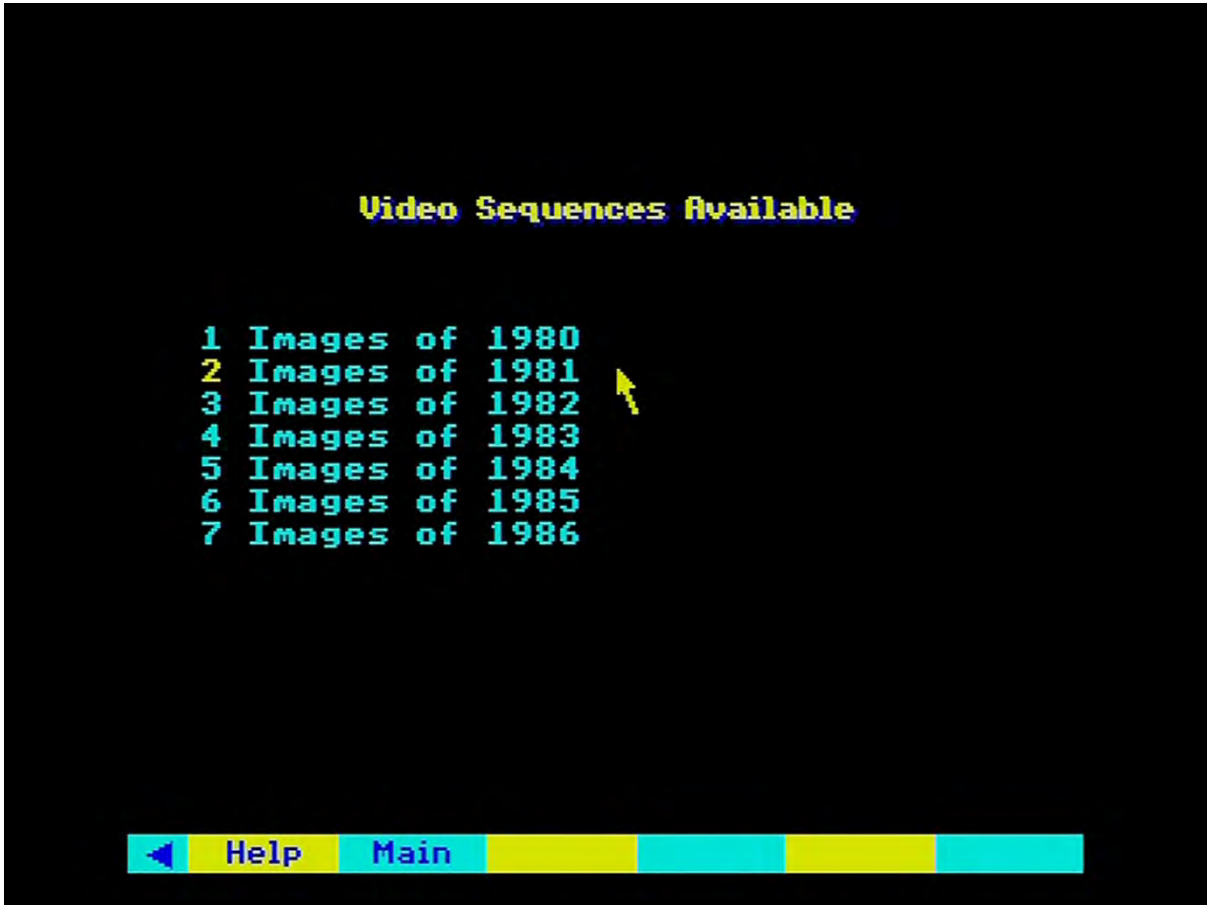 Video Sequences Available
1 Images of 1980
2 Images of 1981
3 Images of 1982
4 Images of 1983
5 Images of 1984
6 Images of 1985
7 Images of 1986
Help Main